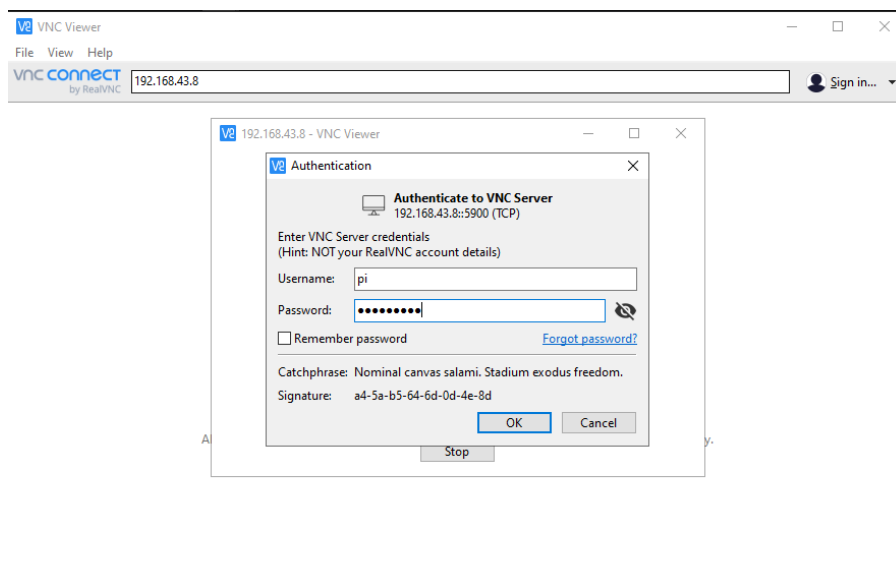 VNC Viewer
File View Help
vnc connect
by RealVNC
192.168.43.8
Sign in...
192.168.43.8 - VNC Viewer
Authentication
Authenticate to VNC Server
192.168.43.8::5900 (TCP)
Enter VNC Server credentials
(Hint: NOT your RealVNC account details)
Username: pi
Password: •••••••••
Remember password Forgot password?
Catchphrase: Nominal canvas salami. Stadium exodus freedom.
Signature: a4-5a-b5-64-6d-0d-4e-8d
OK Cancel
Stop